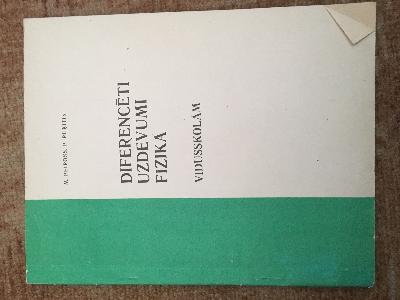 DIFERENCĒTI
UZDEVUMI
FIZIKĀ
VIDUSSKOLĀM